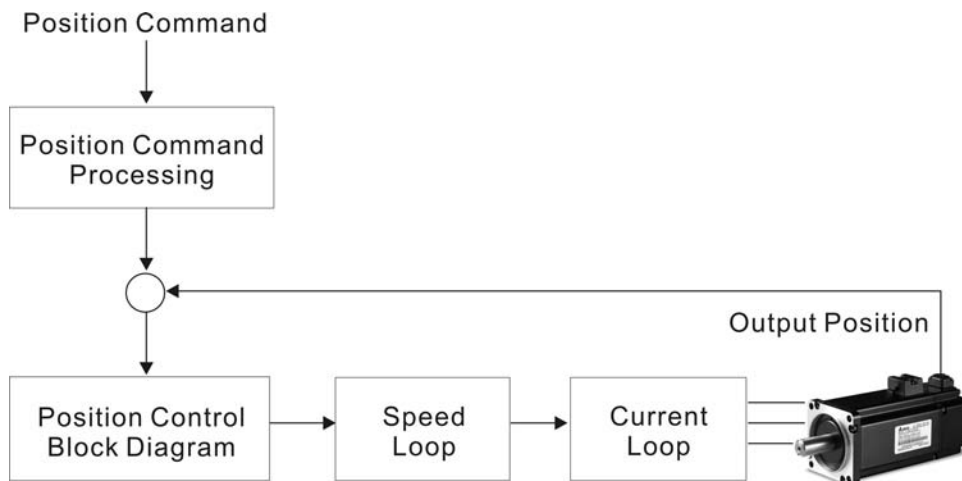 Position Command
Position Command
Processing
Output Position
Position Control
Block Diagram
Speed
Loop
Current
Loop